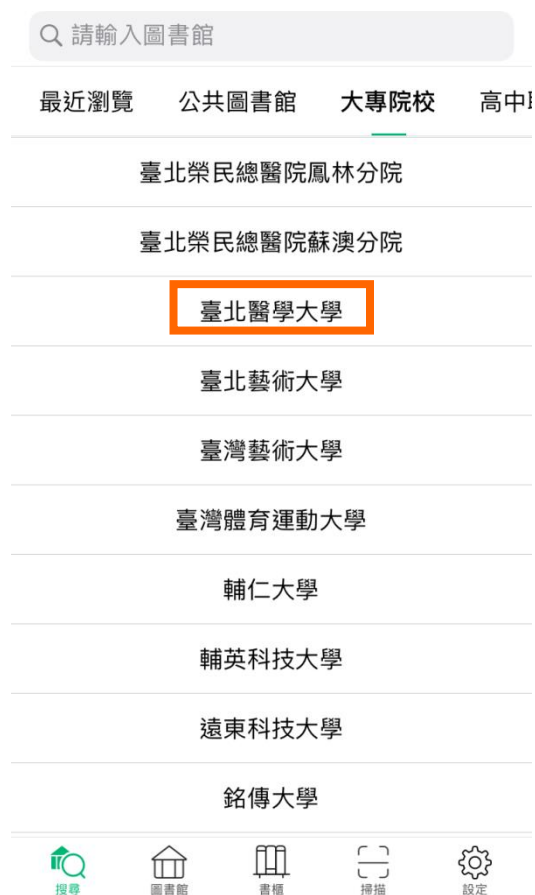 請輸入圖書館
最近瀏覽 公共圖書館 大專院校 高中
臺北榮民總醫院鳳林分院
臺北榮民總醫院蘇澳分院
臺北醫學大學
臺北藝術大學
臺灣藝術大學
臺灣體育運動大學
輔仁大學
輔英科技大學
遠東科技大學
銘傳大學
搜尋 圖書館 書櫃 掃描 設定